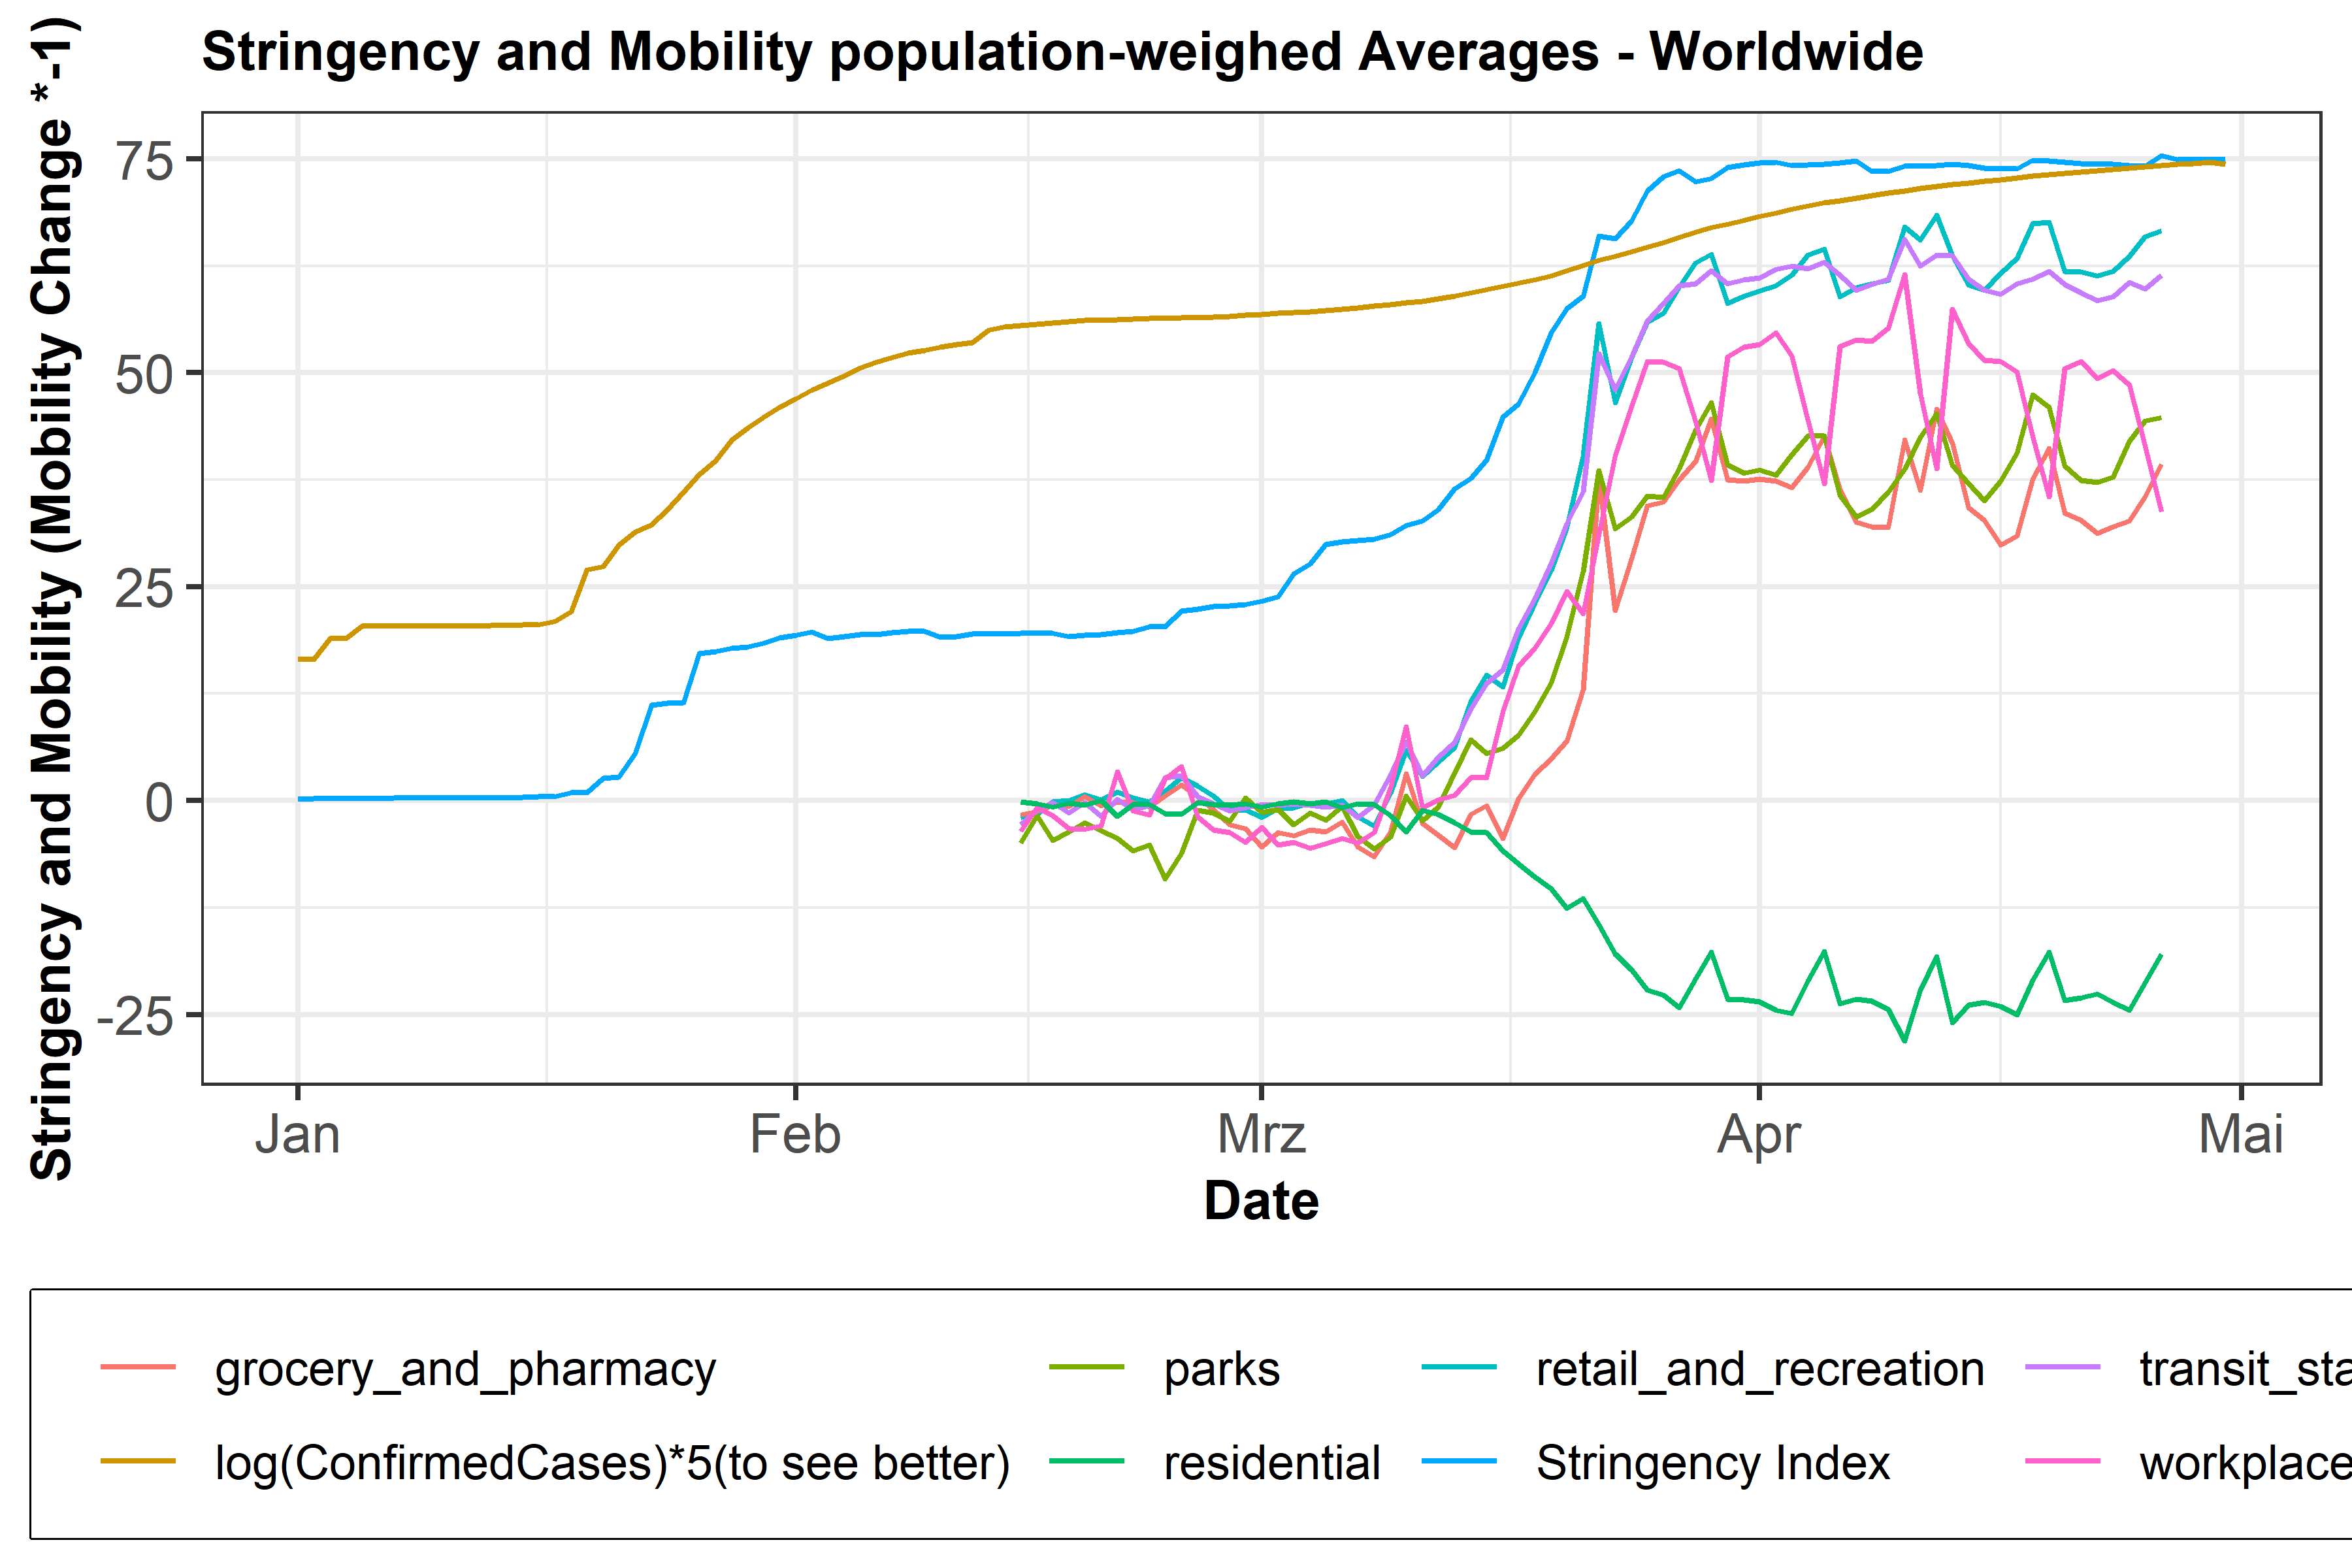 Stringency and Mobility population-weighed Averages - Worldwide
Stringency and Mobility (Mobility Change *-1)
75
50
25
0
-25
Jan Feb Mrz Apr Mai
Date
grocery_and_pharmacy parks retail_and_recreation transit_sta
log(ConfirmedCases)*5(to see better) residential Stringency Index workplace